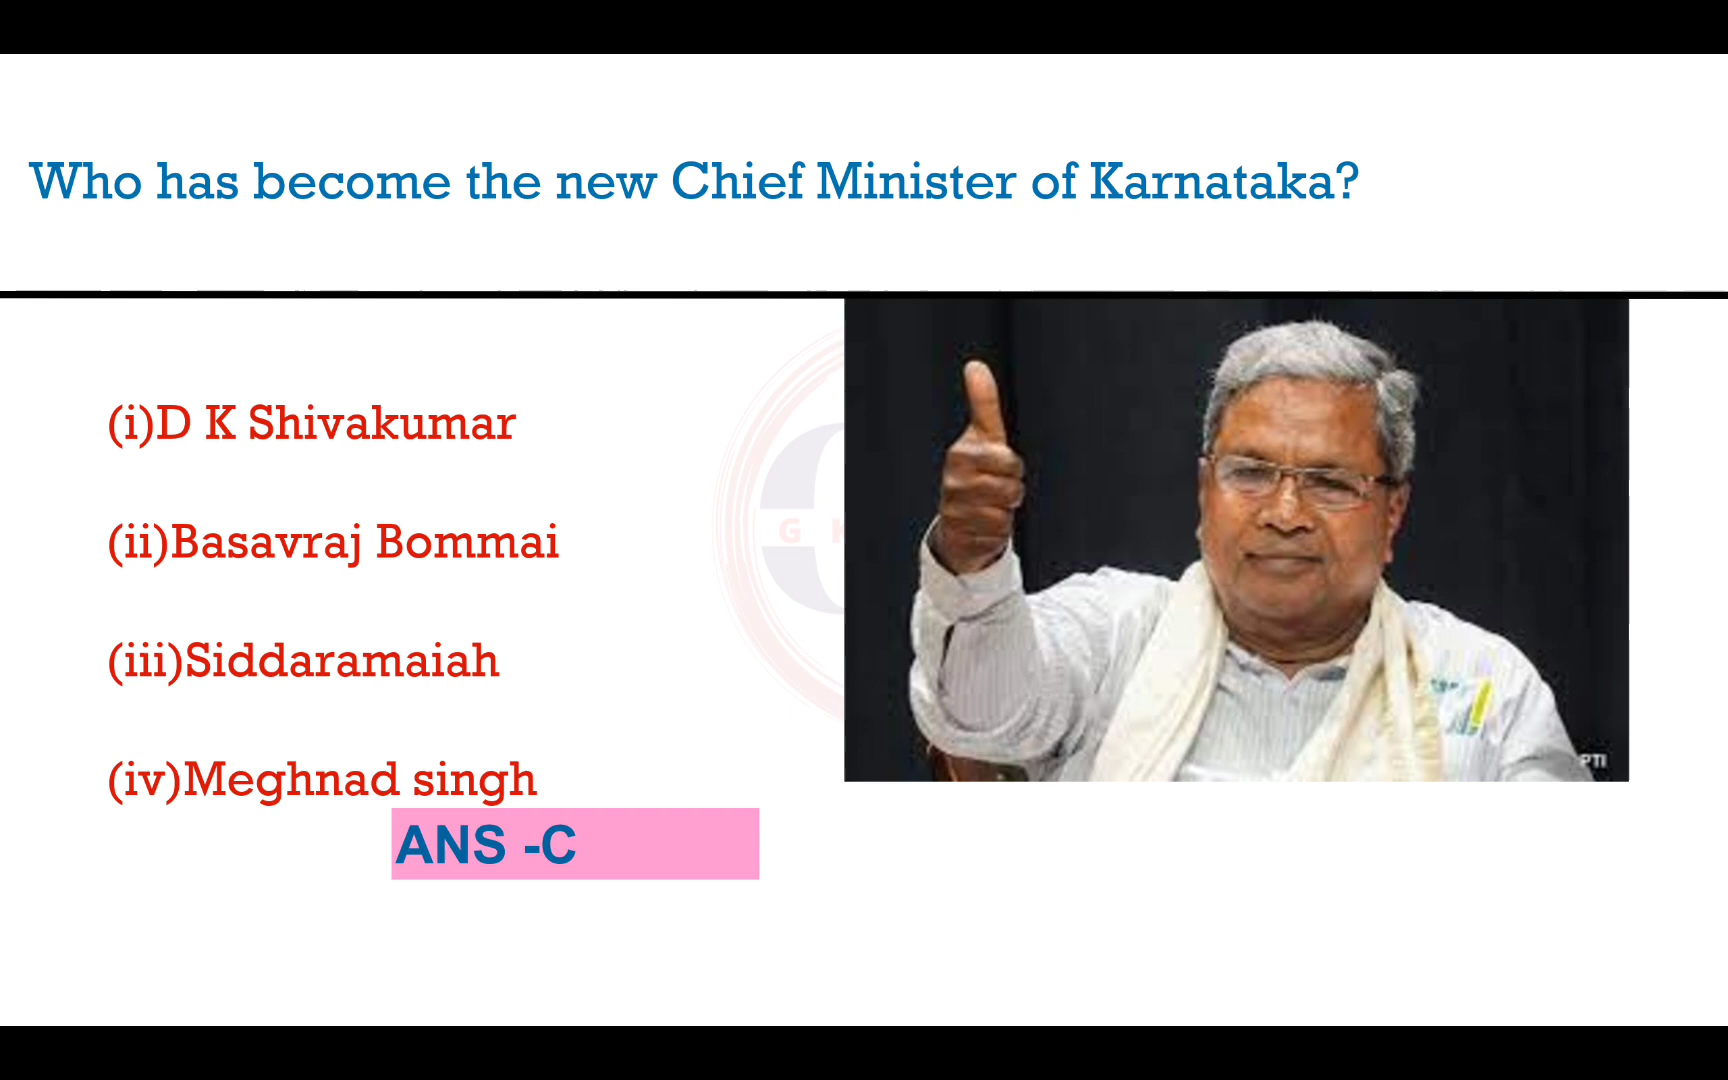 Who has become the new Chief Minister of Karnataka?
(i)D K Shivakumar
(ii)Basavraj Bommai
(iii)Siddaramaiah
(iv)Meghnad singh
ANS -C
G
PTI